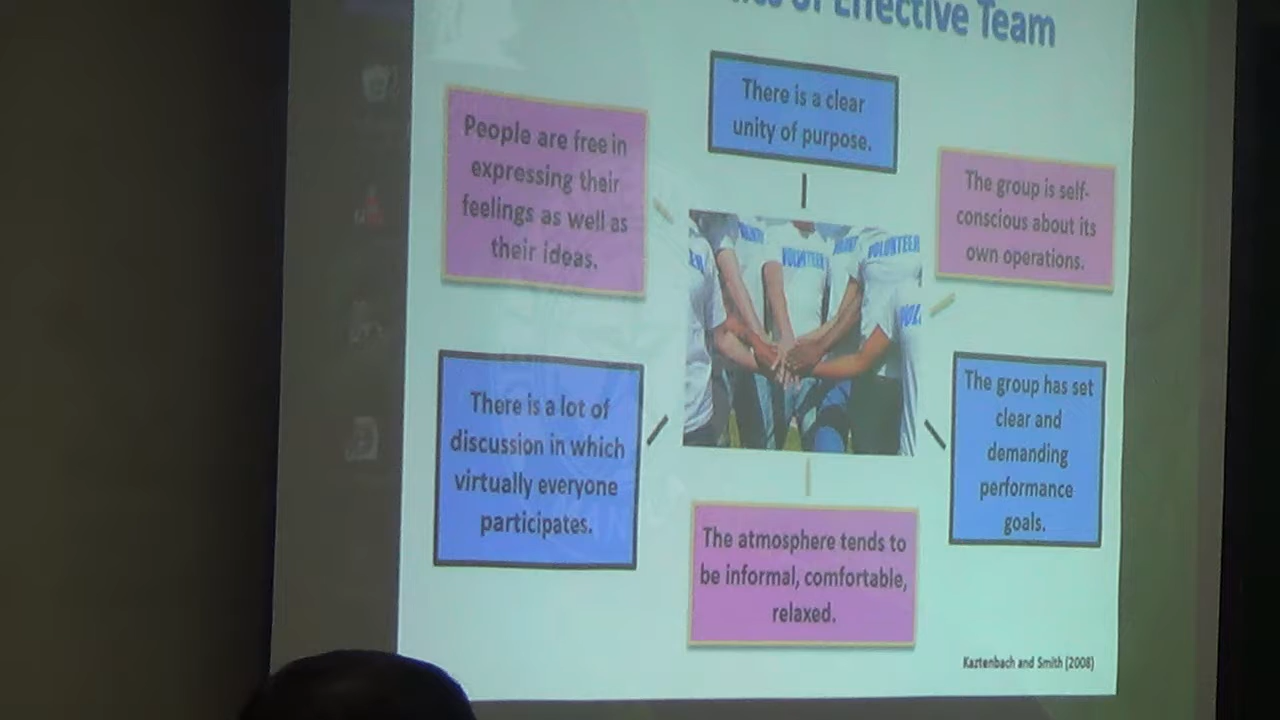 of Effective Team
There is a clear
unity of purpose.
People are free in
expressing their
feelings as well as
their ideas.
The group is self-
conscious about its
own operations.
VOLUNTEER
VOLUNTEER
There is a lot of
discussion in which
virtually everyone
participates.
The group has set
clear and
demanding
performance
goals.
The atmosphere tends to
be informal, comfortable,
relaxed.
Kaztenbach and Smith (2008)